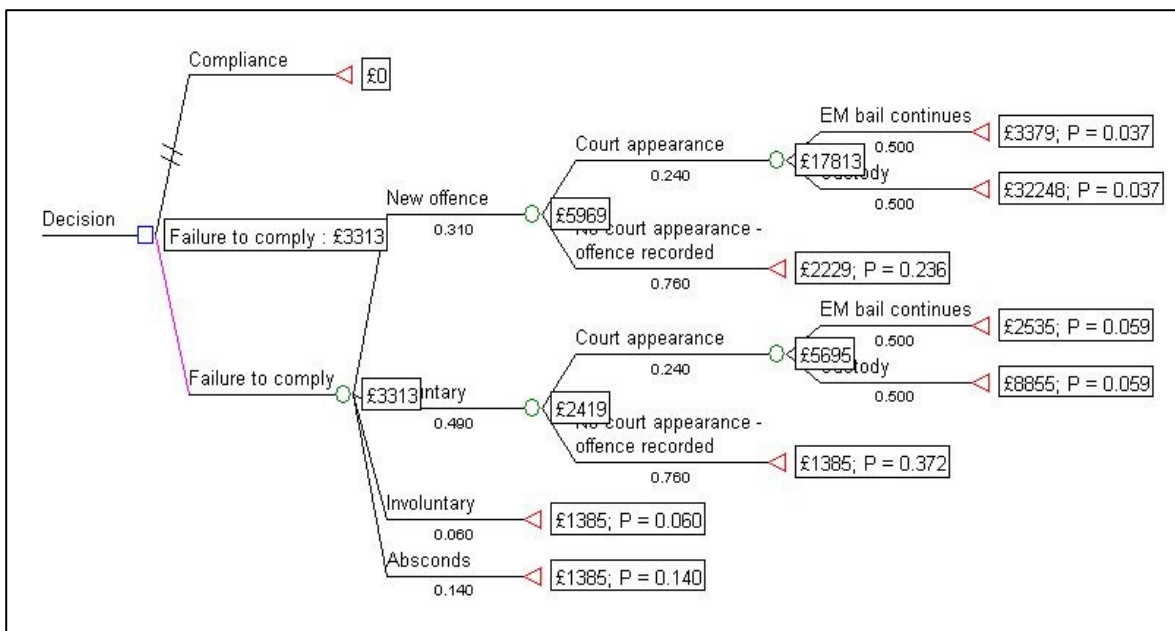 Compliance
£0
EM bail continues
0.500
£3379; P = 0.037
Court appearance
0.240
£17813
0.500
£32248; P = 0.037
New offence
0.310
£5969
Decision
Failure to comply : £3313
offence recorded
0.760
£2229; P = 0.236
EM bail continues
0.500
£2535; P = 0.059
Court appearance
0.240
£5695
0.500
£8855; P = 0.059
Failure to comply
£3313
0.490
£2419
No court appearance -
offence recorded
0.760
£1385; P = 0.372
Involuntary
0.060
£1385; P = 0.060
Absconds
0.140
£1385; P = 0.140